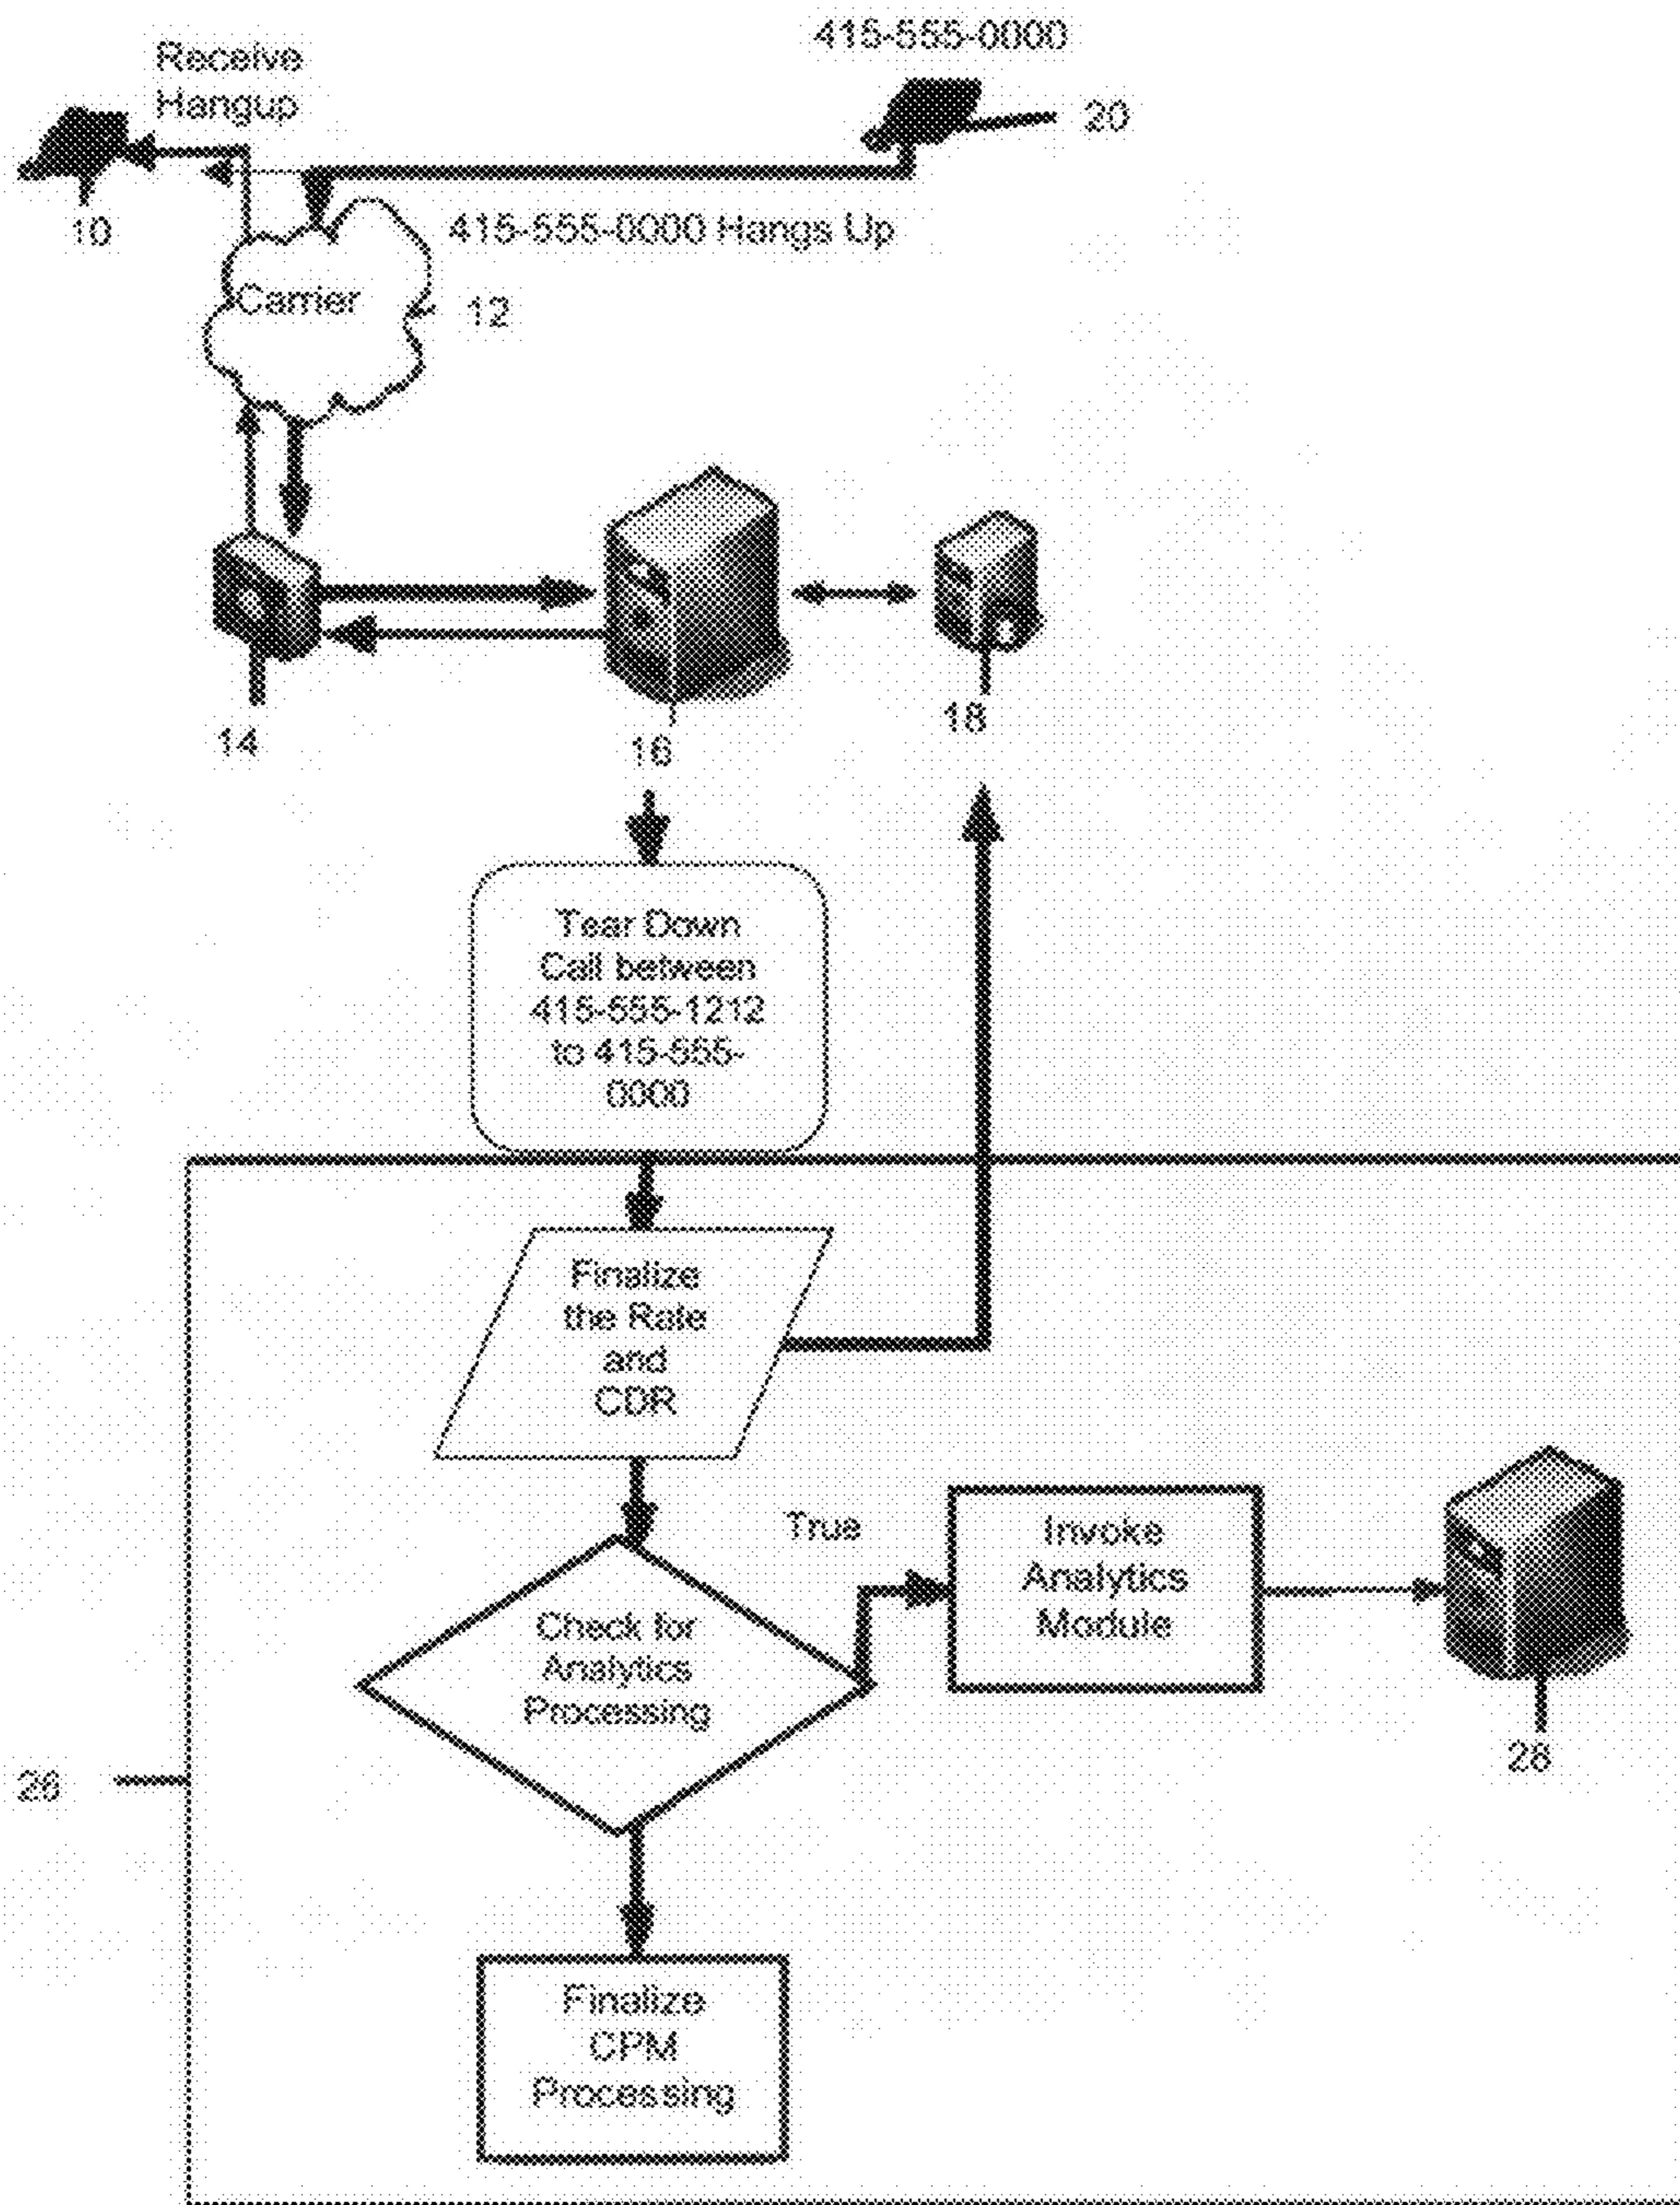 415-555-0000
Receive
Hangup
20
10
415-555-0000 Hangs Up
Carrier
12
14
16
18
Tear Down
Call between
415-555-1212
to 415-555-
0000
Finalize
the Rate
and
CDR
True
Invoke
Analytics
Module
Check for
Analytics
Processing
28
26
Finalize
CPM
Processing